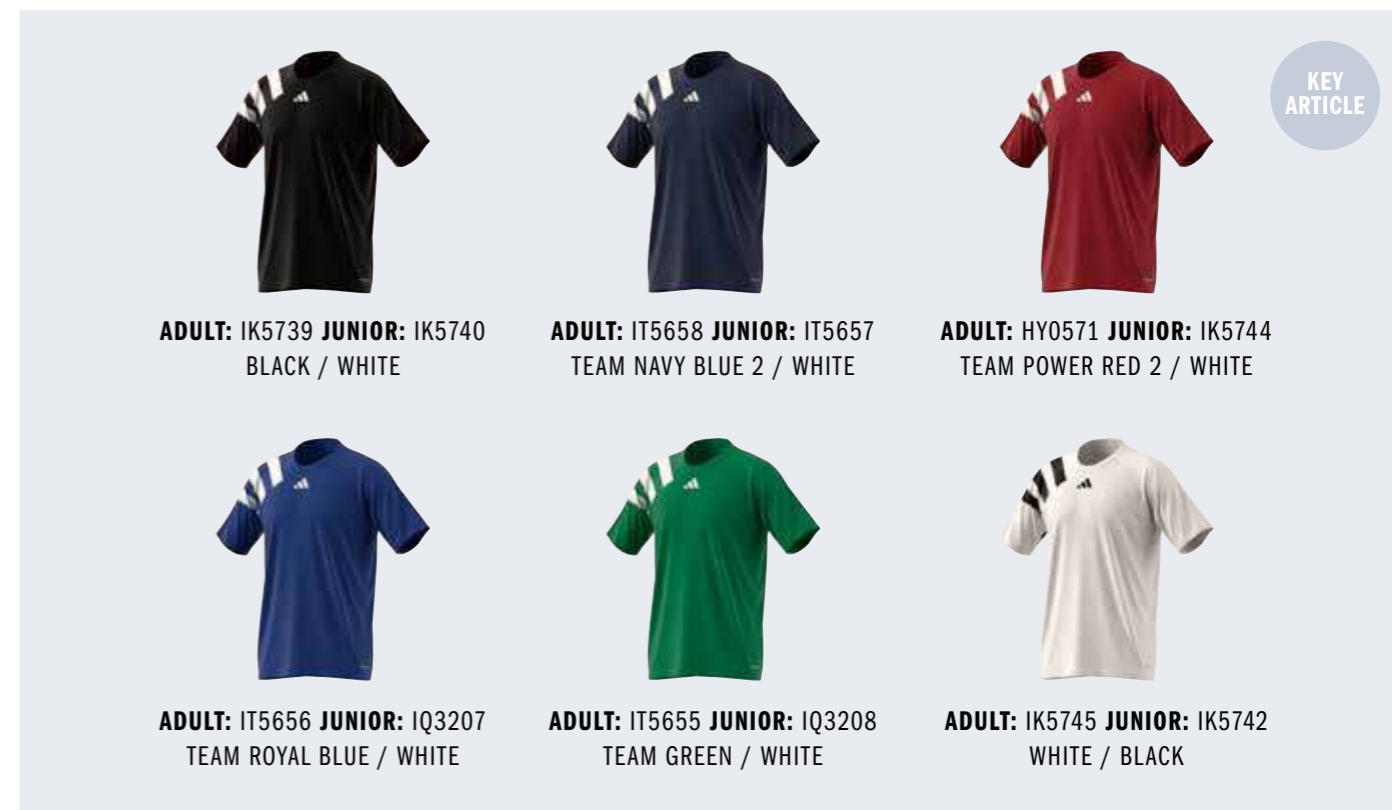 KEY
ARTICLE
ADULT: IK5739 JUNIOR: IK5740
BLACK / WHITE
ADULT: IT5658 JUNIOR: IT5657
TEAM NAVY BLUE 2 / WHITE
ADULT: HY0571 JUNIOR: IK5744
TEAM POWER RED 2 / WHITE
ADULT: IT5656 JUNIOR: IQ3207
TEAM ROYAL BLUE / WHITE
ADULT: IT5655 JUNIOR: IQ3208
TEAM GREEN / WHITE
ADULT: IK5745 JUNIOR: IK5742
WHITE / BLACK